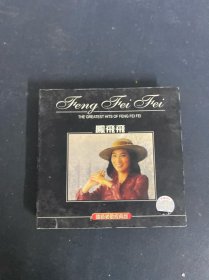 Feng Fei Fei
THE GREATEST HITS OF FENG FEI FEI
鳳飛飛